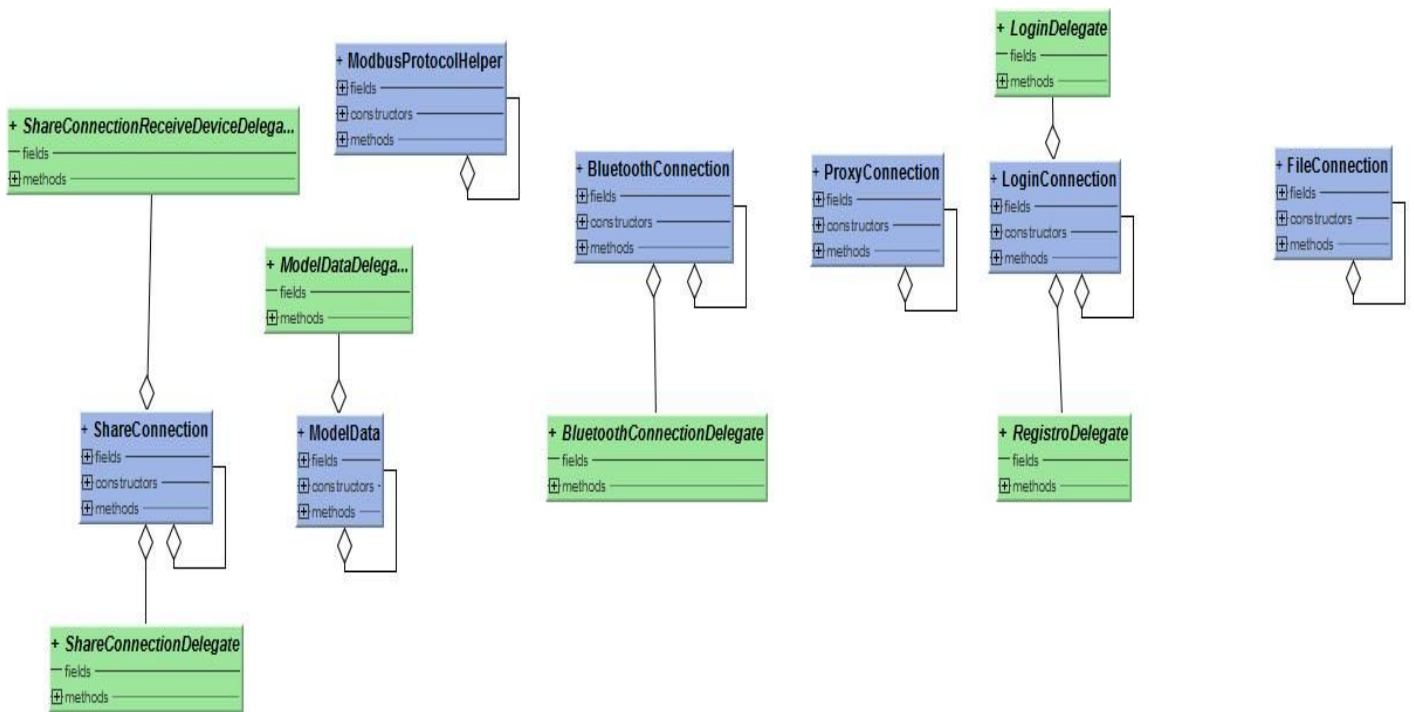 + LoginDelegate
fields
methods
+ ModbusProtocolHelper
fields
constructors
methods
+ ShareConnectionReceiveDeviceDelega...
fields
methods
+ BluetoothConnection
fields
constructors
methods
+ ProxyConnection
fields
constructors
methods
+ LoginConnection
fields
constructors
methods
+ FileConnection
fields
constructors
methods
+ ModelDataDelega...
fields
methods
+ ShareConnection
fields
constructors
methods
+ ModelData
fields
constructors
methods
+ BluetoothConnectionDelegate
fields
methods
+ RegistroDelegate
fields
methods
+ ShareConnectionDelegate
fields
methods